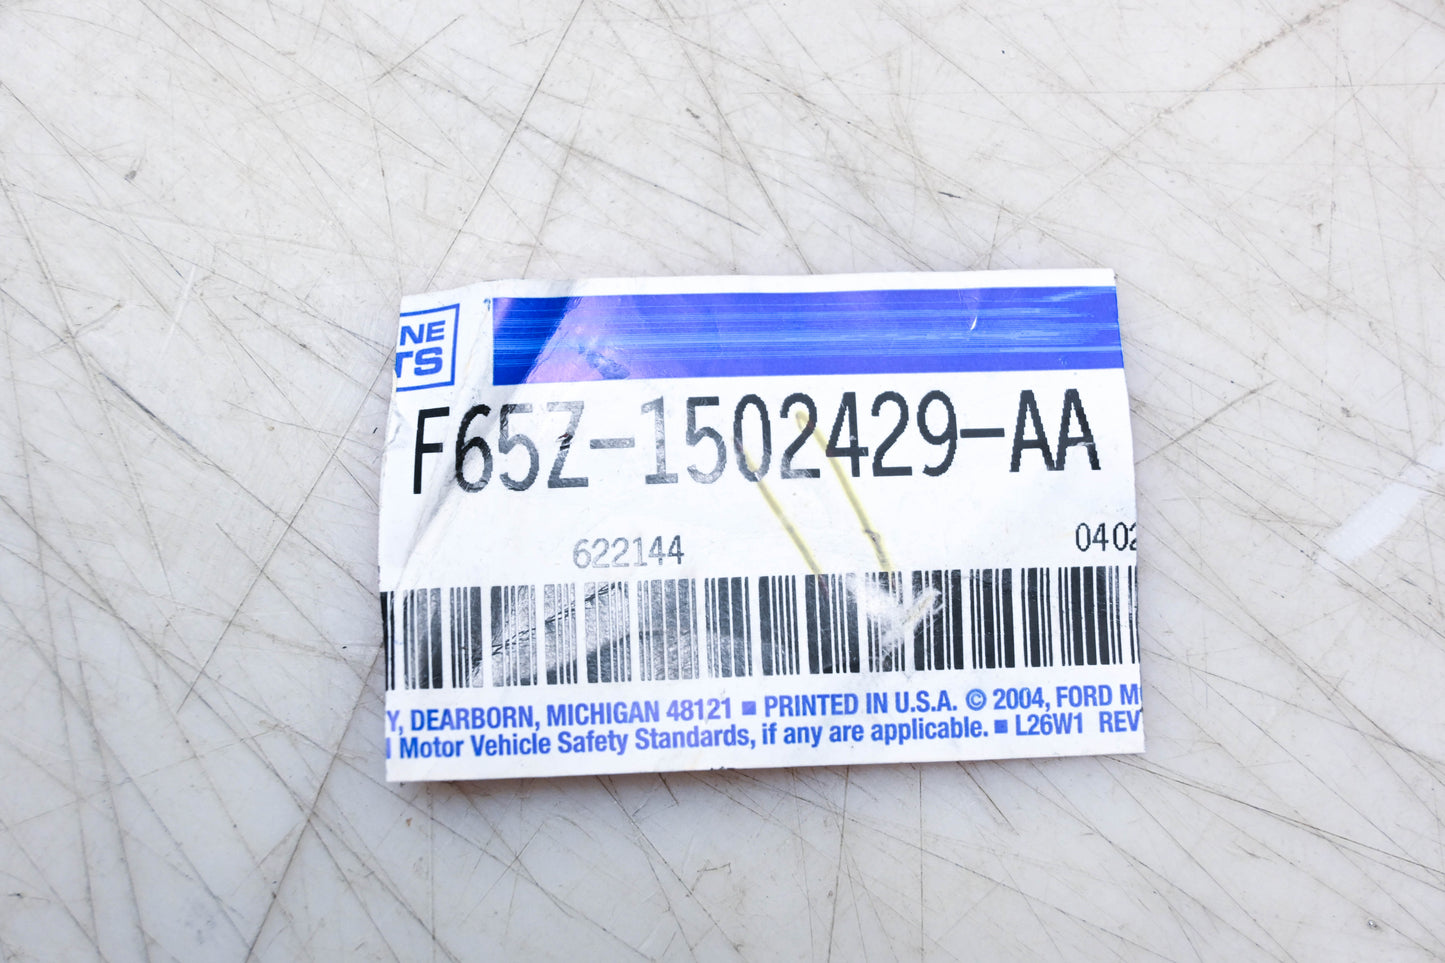 NE
TS
F65Z-1502429-AA
622144 0402
Y, DEARBORN, MICHIGAN 48121 ■ PRINTED IN U.S.A. © 2004, FORD M
Motor Vehicle Safety Standards, if any are applicable. ■ L26W1 REV